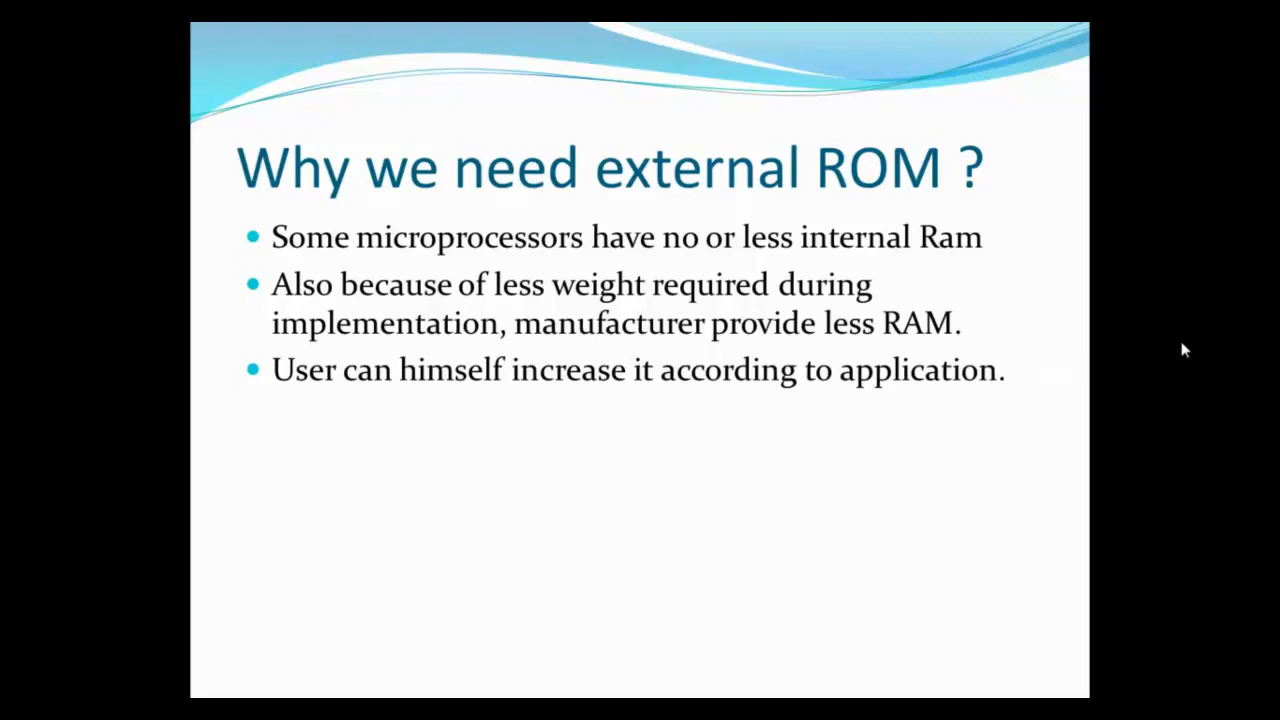 Why we need external ROM ?
Some microprocessors have no or less internal Ram
Also because of less weight required during
implementation, manufacturer provide less RAM.
User can himself increase it according to application.